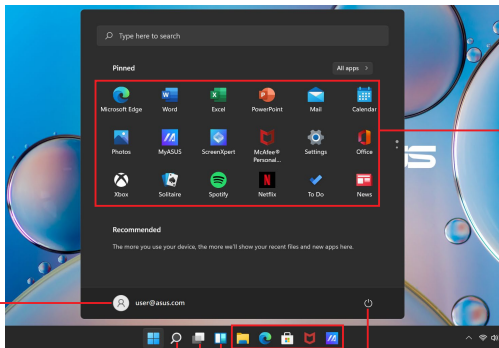 Type here to search
Pinned
All apps >
Microsoft Edge Word Excel PowerPoint Mail Calendar
Photos MyASUS ScreenXpert McAfee® Personal... Settings Office
Xbox Solitaire Spotify Netflix To Do News
Recommended
The more you use your device, the more we'll show your recent files and new apps here.
user@asus.com